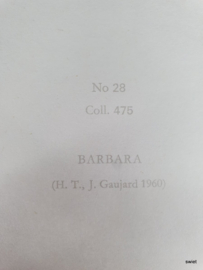 No 28
Coll. 475
BARBARA
(H. T., J. Gaujard 1960)